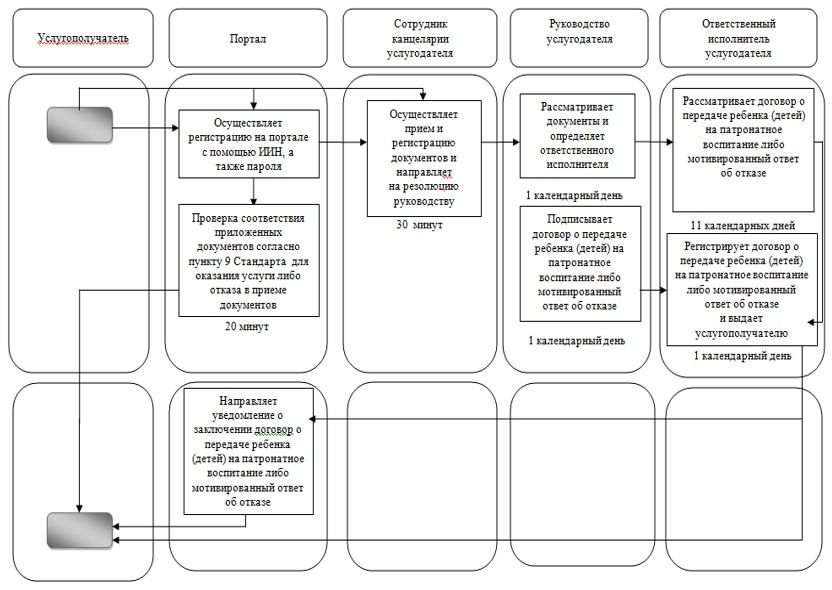 Услугополучатель
Портал
Сотрудник
канцелярии
услугодателя
Руководство
услугодателя
Ответственный
исполнитель
услугодателя
Осуществляет
регистрацию на портале
с помощью ИИН, а
также пароля
Проверка соответствия
приложенных
документов согласно
пункту 9 Стандарта для
оказания услуги либо
отказа в приеме
документов
20 минут
Осуществляет
прием и
регистрацию
документов и
направляет
на резолюцию
руководству
30 минут
Рассматривает
документы и
определяет
ответственного
исполнителя
1 календарный день
Подписывает
договор о передаче
ребенка (детей) на
патронатное
воспитание либо
мотивированный
ответ об отказе
1 календарный день
Рассматривает договор о
передаче ребенка (детей)
на патронатное
воспитание либо
мотивированный ответ
об отказе
11 календарных дней
Регистрирует договор о
передаче ребенка (детей)
на патронатное воспитание
либо мотивированный
ответ об отказе
и выдает
услугополучателю
1 календарный день
Направляет
уведомление о
заключении договор о
передаче ребенка
(детей) на патронатное
воспитание либо
мотивированный ответ
об отказе